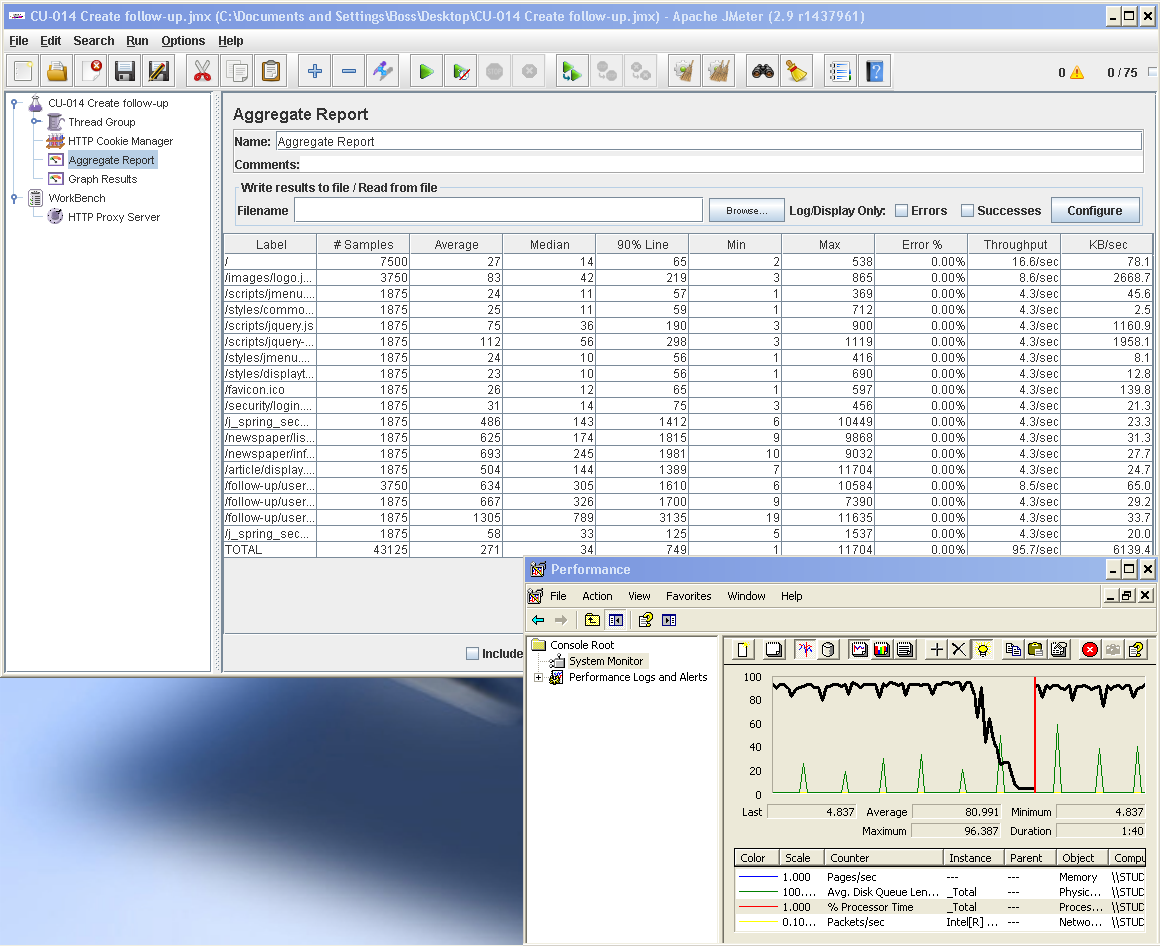 CU-014 Create follow-up.jmx (C:\Documents and Settings\Boss\Desktop\CU-014 Create follow-up.jmx) - Apache JMeter (2.9 r1437961)
File Edit Search Run Options Help
0 0 / 75
CU-014 Create follow-up
Thread Group
HTTP Cookie Manager
Aggregate Report
Graph Results
WorkBench
HTTP Proxy Server
Aggregate Report
Name: Aggregate Report
Comments:
Write results to file / Read from file
Filename Browse... Log/Display Only: Errors Successes Configure
Label # Samples Average Median 90% Line Min Max Error % Throughput KB/sec
/ 7500 27 14 65 2 538 0.00% 16.6/sec 78.1
/images/logo.j... 3750 83 42 219 3 865 0.00% 8.6/sec 2668.7
/scripts/jmenu.... 1875 24 11 57 1 369 0.00% 4.3/sec 45.6
/styles/commo... 1875 25 11 59 1 712 0.00% 4.3/sec 2.5
/scripts/jquery.js 1875 75 36 190 3 900 0.00% 4.3/sec 1160.9
/scripts/jquery-... 1875 112 56 298 3 1119 0.00% 4.3/sec 1958.1
/styles/jmenu.... 1875 24 10 56 1 416 0.00% 4.3/sec 8.1
/styles/displayt... 1875 23 10 56 1 690 0.00% 4.3/sec 12.8
/favicon.ico 1875 26 12 65 1 597 0.00% 4.3/sec 139.8
/security/login.... 1875 31 14 75 3 456 0.00% 4.3/sec 21.3
/j_spring_sec... 1875 486 143 1412 6 10449 0.00% 4.3/sec 23.3
/newspaper/lis... 1875 625 174 1815 9 9868 0.00% 4.3/sec 31.3
/newspaper/inf... 1875 693 245 1981 10 9032 0.00% 4.3/sec 27.7
/article/display.... 1875 504 144 1389 7 11704 0.00% 4.3/sec 24.7
/follow-up/user... 3750 634 305 1610 6 10584 0.00% 8.5/sec 65.0
/follow-up/user... 1875 667 326 1700 9 7390 0.00% 4.3/sec 29.2
/follow-up/user... 1875 1305 789 3135 19 11635 0.00% 4.3/sec 33.7
/j_spring_sec... 1875 58 33 125 5 1537 0.00% 4.3/sec 20.0
TOTAL 43125 271 34 749 1 11704 0.00% 95.7/sec 6139.4
Include
Performance
File Action View Favorites Window Help
Console Root
System Monitor
Performance Logs and Alerts
100
80
60
40
20
0
Last 4.837 Average 80.991 Minimum 4.837
Maximum 96.387 Duration 1:40
Color Scale Counter Instance Parent Object Compu
1.000 Pages/sec --- --- Memory \\STUD
100.... Avg. Disk Queue Len... _Total --- Physic... \\STUD
1.000 % Processor Time _Total --- Proces... \\STUD
0.10... Packets/sec Intel[R] ... --- Netwo... \\STUD